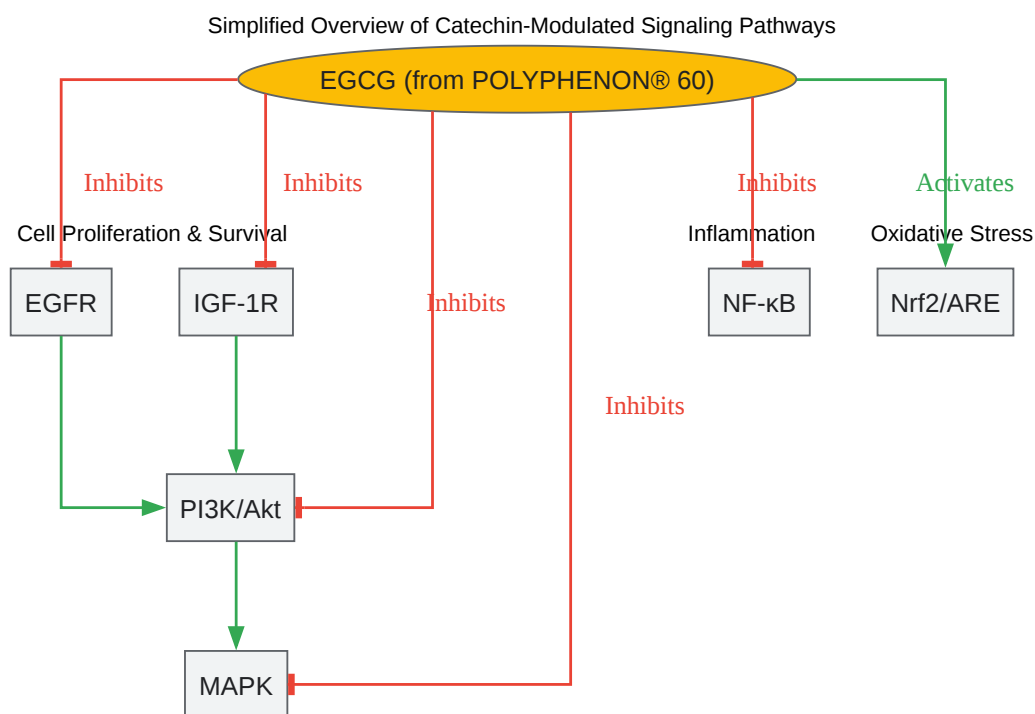 Simplified Overview of Catechin-Modulated Signaling Pathways
EGCG (from POLYPHENON® 60)
Inhibits
Inhibits
Inhibits
Activates
Cell Proliferation & Survival
Inflammation
Oxidative Stress
EGFR
IGF-1R
Inhibits
NF-κB
Nrf2/ARE
Inhibits
PI3K/Akt
MAPK